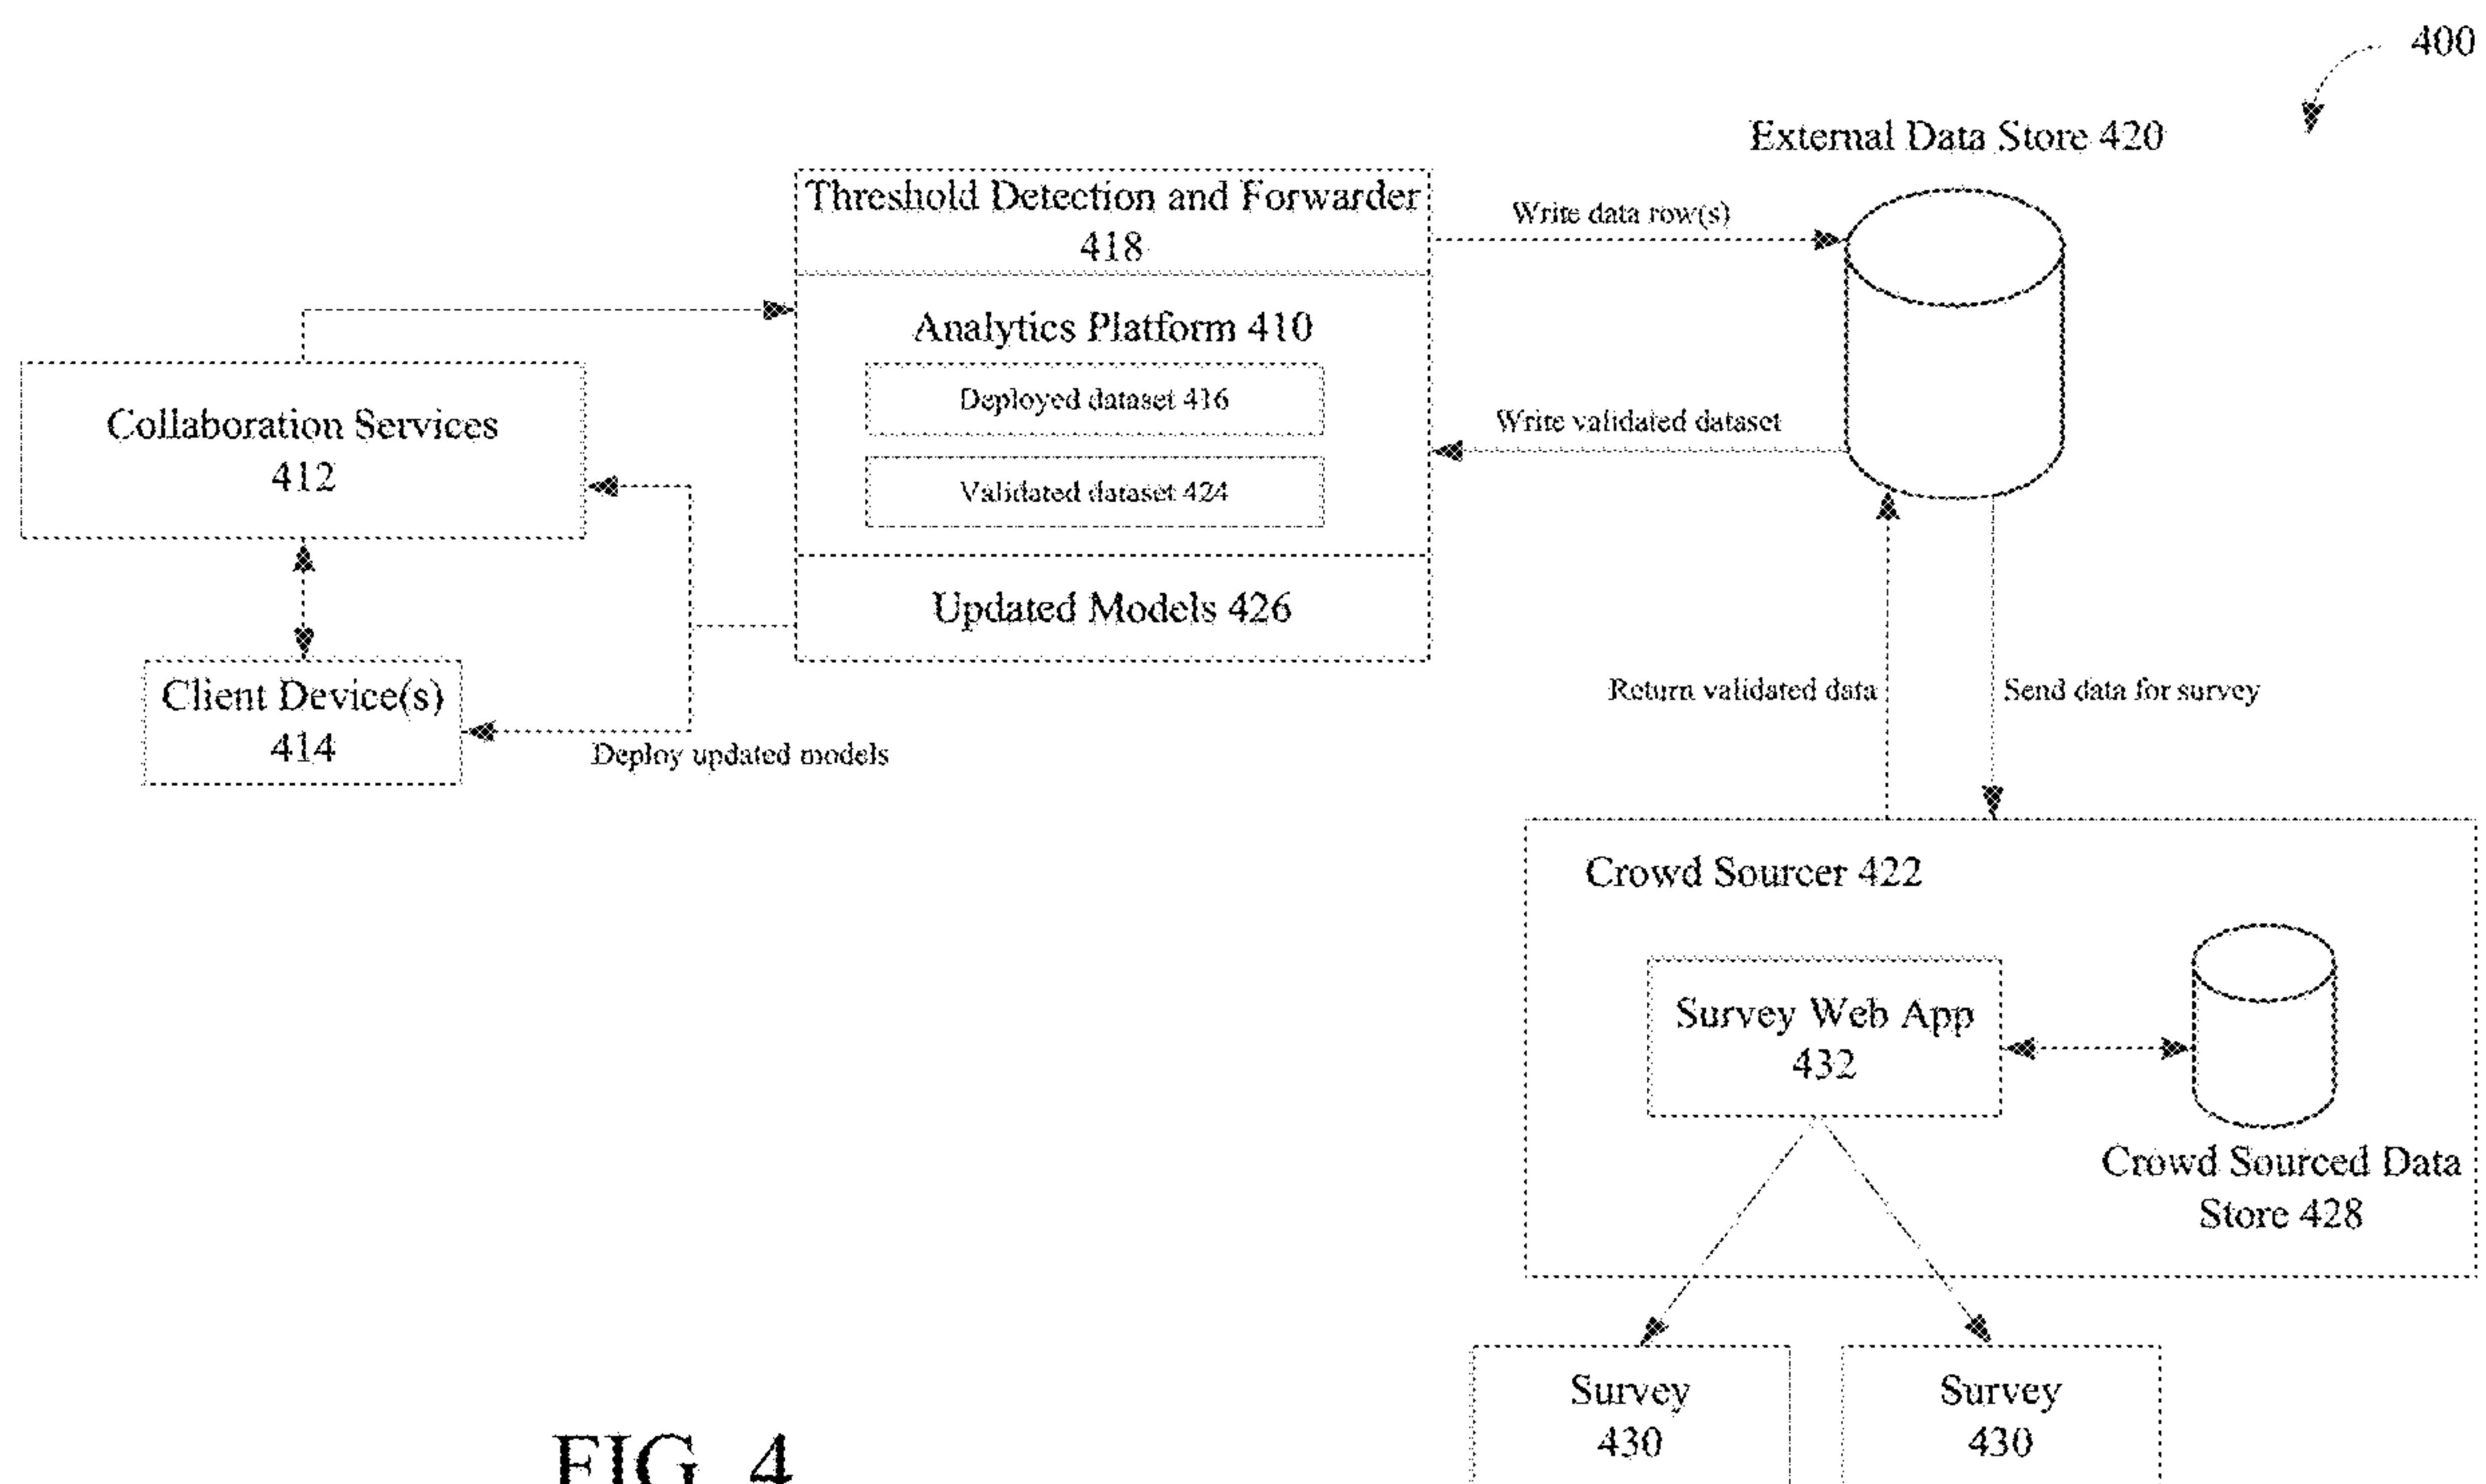 400
External Data Store 420
Threshold Detection and Forwarder
418
Write data row(s)
Analytics Platform 410
Deployed dataset 416
Validated dataset 424
Write validated dataset
Collaboration Services
412
Updated Models 426
Client Device(s)
414
Deploy updated models
Return validated data
Send data for survey
Crowd Sourcer 422
Survey Web App
432
Crowd Sourced Data
Store 428
Survey
430
Survey
430
FIG. 4